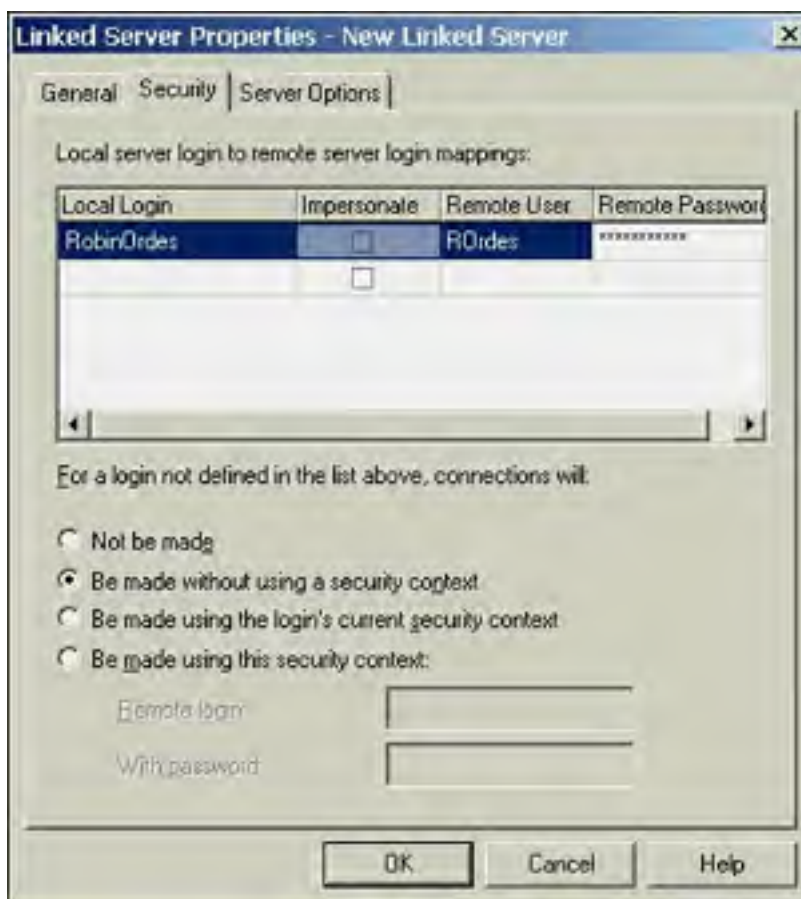 Linked Server Properties - New Linked Server
General Security Server Options
Local server login to remote server login mappings:
Local Login Impersonate Remote User Remote Password
RobinOrdes ROrdes ***********
For a login not defined in the list above, connections will:
Not be made
Be made without using a security context
Be made using the login's current security context
Be made using this security context:
Remote login
With password
OK Cancel Help